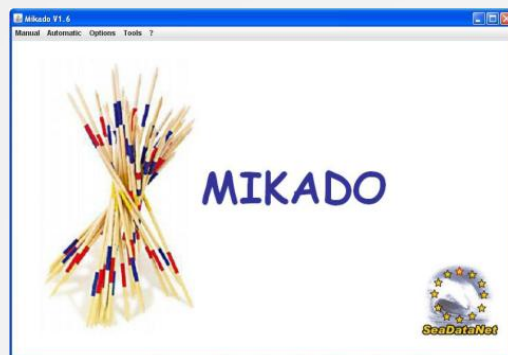 Mikado V1.6
Manual Automatic Options Tools ?
MIKADO
SeaDataNet